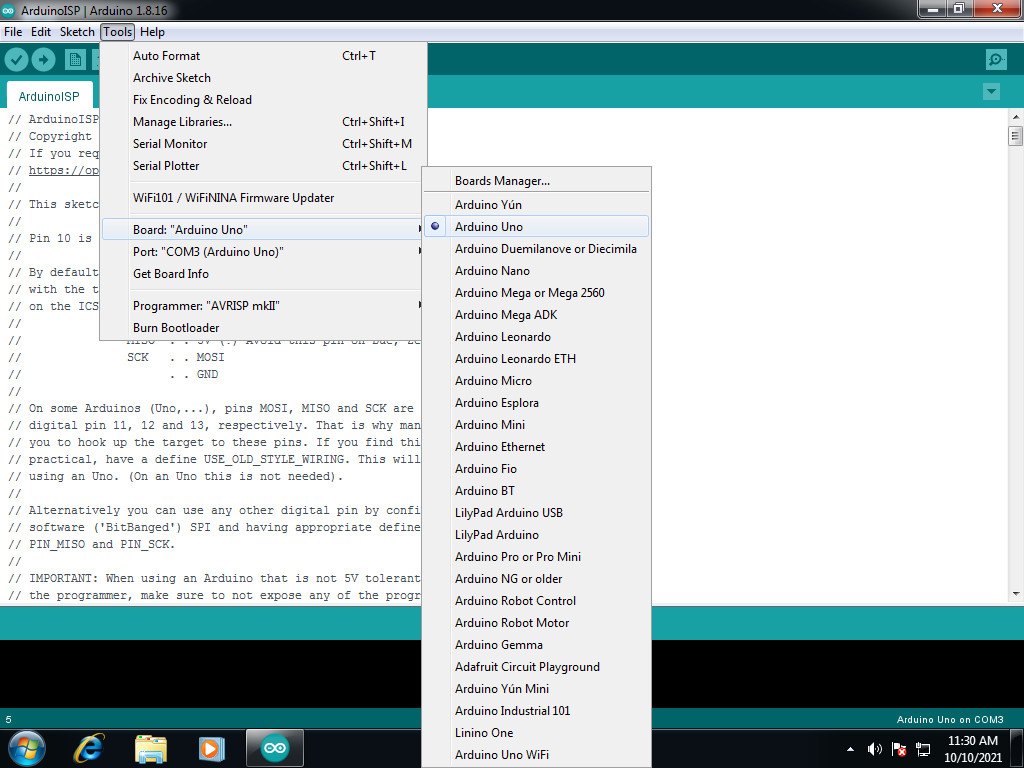 ArduinoISP | Arduino 1.8.16
File Edit Sketch Tools Help
Auto Format Ctrl+T
Archive Sketch
Fix Encoding & Reload
Manage Libraries... Ctrl+Shift+I
Serial Monitor Ctrl+Shift+M
Serial Plotter Ctrl+Shift+L
WiFi101 / WiFiNINA Firmware Updater
Board: "Arduino Uno"
Port: "COM3 (Arduino Uno)"
Get Board Info
Programmer: "AVRISP mkII"
Burn Bootloader
Boards Manager...
Arduino Yún
Arduino Uno
Arduino Duemilanove or Diecimila
Arduino Nano
Arduino Mega or Mega 2560
Arduino Mega ADK
Arduino Leonardo
Arduino Leonardo ETH
Arduino Micro
Arduino Esplora
Arduino Mini
Arduino Ethernet
Arduino Fio
Arduino BT
LilyPad Arduino USB
LilyPad Arduino
Arduino Pro or Pro Mini
Arduino NG or older
Arduino Robot Control
Arduino Robot Motor
Arduino Gemma
Adafruit Circuit Playground
Arduino Yún Mini
Arduino Industrial 101
Linino One
Arduino Uno WiFi
ArduinoISP
// ArduinoISP
// Copyright
// If you req
// https://op
//
// This sketc
//
// Pin 10 is
//
// By default
// with the t
// on the ICS
//
// MISO . . 5V (!) Avoid this pin on Due, Ze
// SCK . . MOSI
// . . GND
//
// On some Arduinos (Uno,...), pins MOSI, MISO and SCK are
// digital pin 11, 12 and 13, respectively. That is why man
// you to hook up the target to these pins. If you find thi
// practical, have a define USE_OLD_STYLE_WIRING. This will
// using an Uno. (On an Uno this is not needed).
//
// Alternatively you can use any other digital pin by confi
// software ('BitBanged') SPI and having appropriate define
// PIN_MISO and PIN_SCK.
//
// IMPORTANT: When using an Arduino that is not 5V tolerant
// the programmer, make sure to not expose any of the progr
5
Arduino Uno on COM3
11:30 AM
10/10/2021